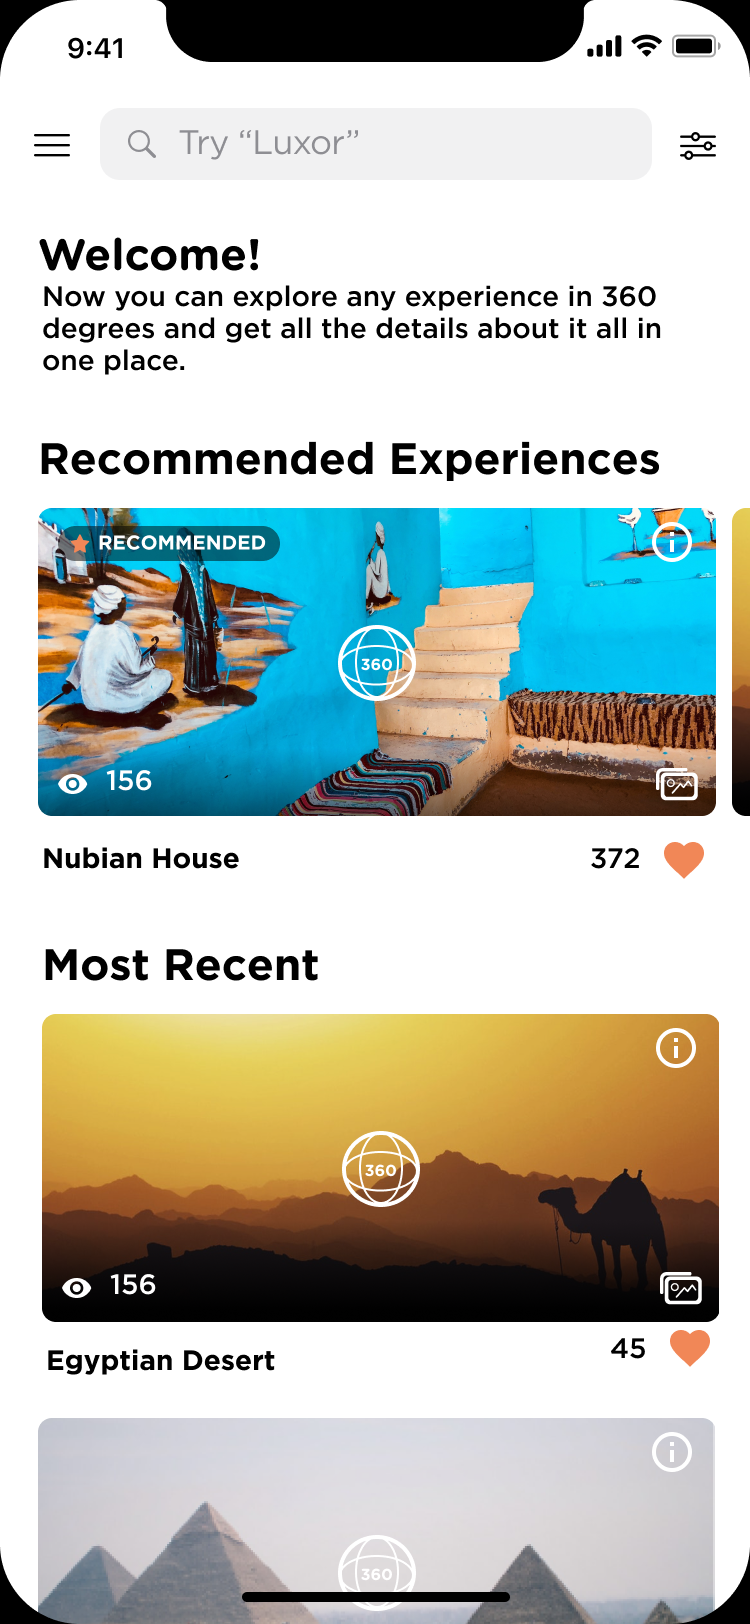 9:41
Try “Luxor”
Welcome!
Now you can explore any experience in 360
degrees and get all the details about it all in
one place.
Recommended Experiences
RECOMMENDED
360
156
Nubian House
372
Most Recent
360
156
Egyptian Desert
45
360